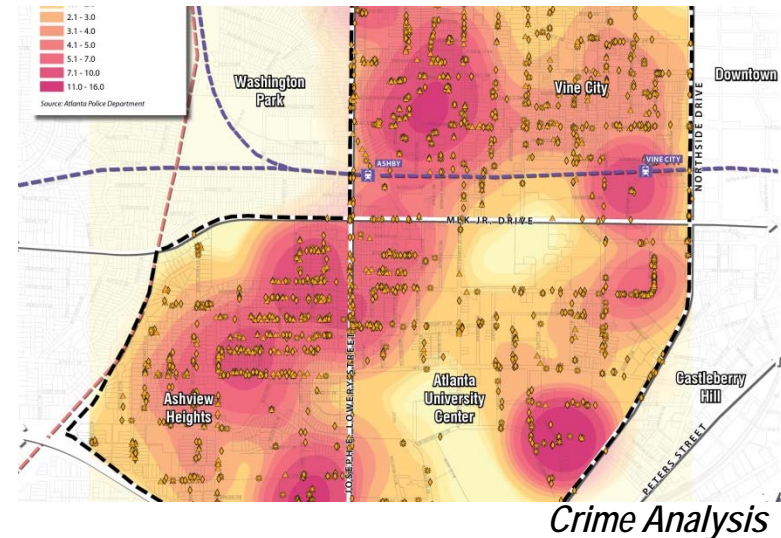 2.1 - 3.0
3.1 - 4.0
4.1 - 5.0
5.1 - 7.0
7.1 - 10.0
11.0 - 16.0
Source: Atlanta Police Department
Washington
Park
Vine City
Downtown
NORTHSIDE DRIVE
ASHBY
VINE CITY
MLK JR. DRIVE
JOSEPH E. LOWERY STREET
Ashview
Heights
Atlanta
University
Center
Castleberry
Hill
PETERS STREET
Crime Analysis